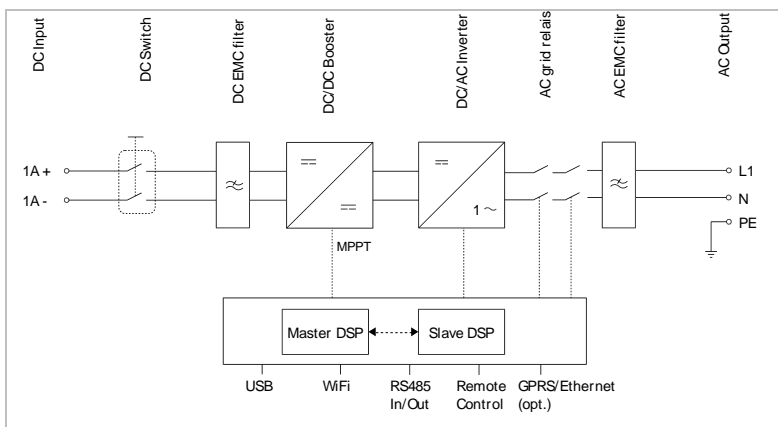 DC Input
DC Switch
DC EMC filter
DC/DC Booster
DC/AC Inverter
AC grid relais
AC EMC filter
AC Output
1A +
1A -
1
L1
N
PE
MPPT
Master DSP
Slave DSP
USB
WiFi
RS485
In/Out
Remote
Control
GPRS/Ethernet
(opt.)